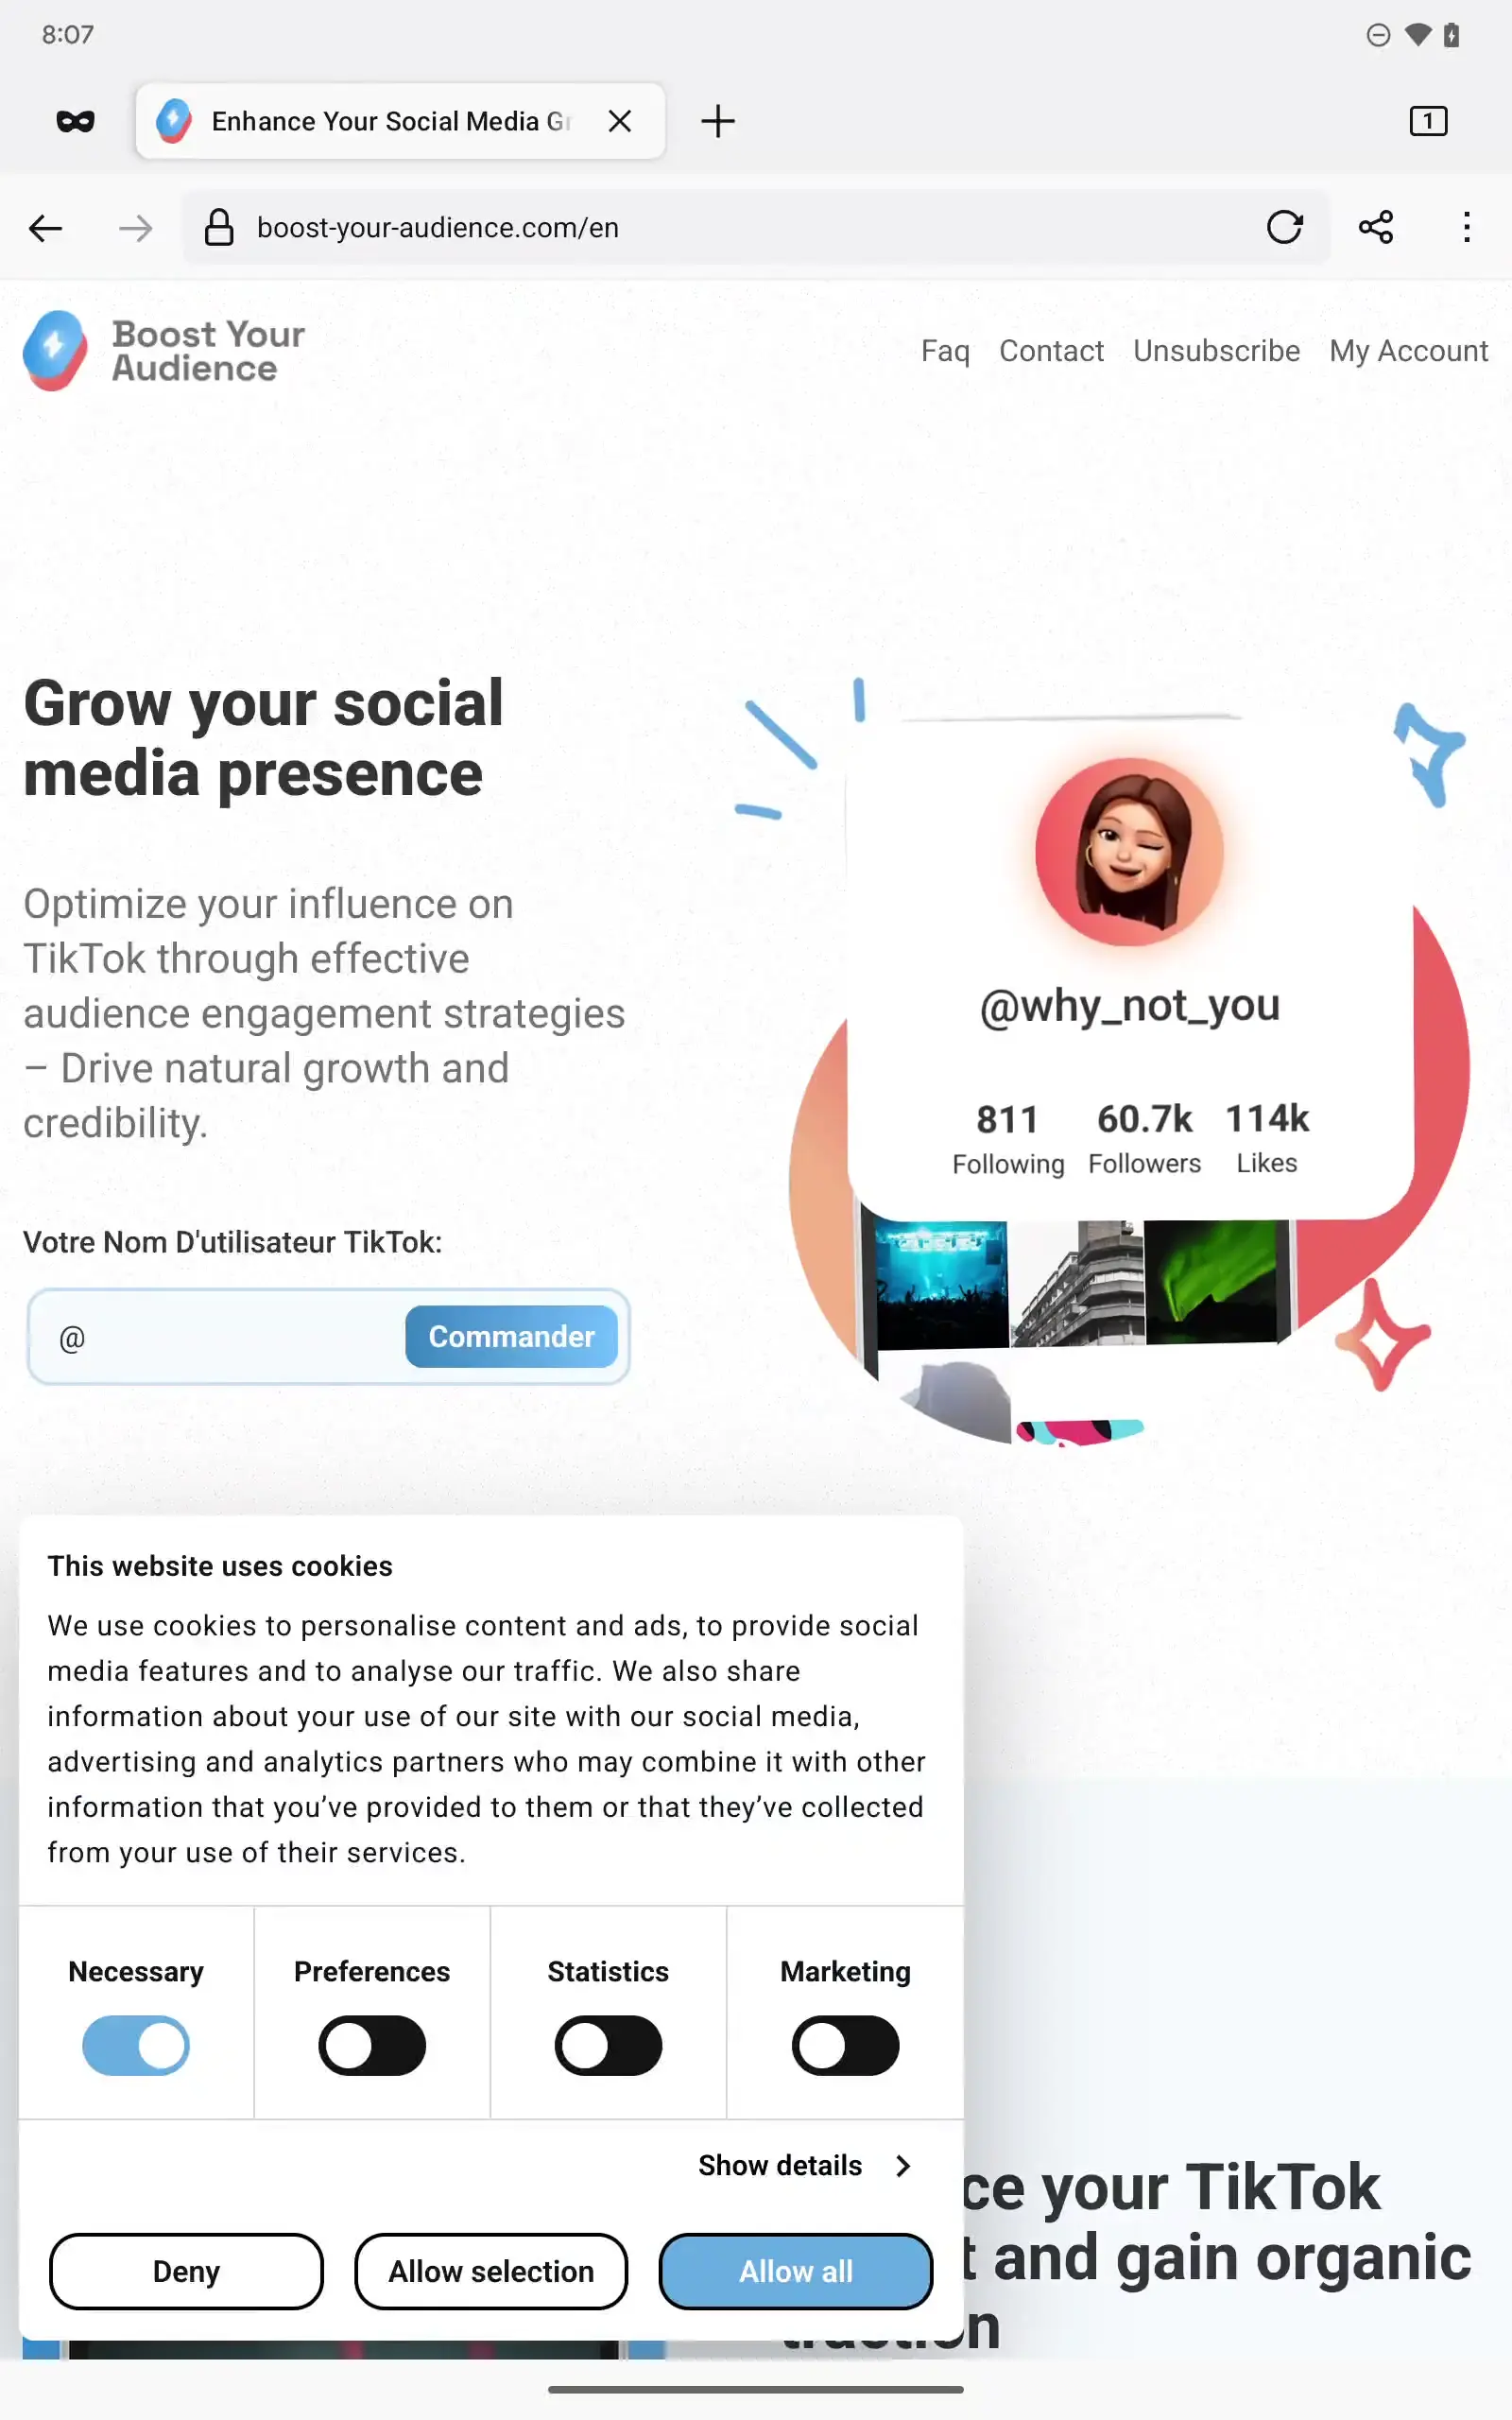 8:07
Enhance Your Social Media Gr
1
boost-your-audience.com/en
Boost Your
Audience
Faq Contact Unsubscribe My Account
Grow your social
media presence
Optimize your influence on
TikTok through effective
audience engagement strategies
– Drive natural growth and
credibility.
Votre Nom D'utilisateur TikTok:
@
Commander
@why_not_you
811 60.7k 114k
Following Followers Likes
This website uses cookies
We use cookies to personalise content and ads, to provide social
media features and to analyse our traffic. We also share
information about your use of our site with our social media,
advertising and analytics partners who may combine it with other
information that you’ve provided to them or that they’ve collected
from your use of their services.
Necessary Preferences Statistics Marketing
Show details
Deny Allow selection Allow all
your TikTok
and gain organic